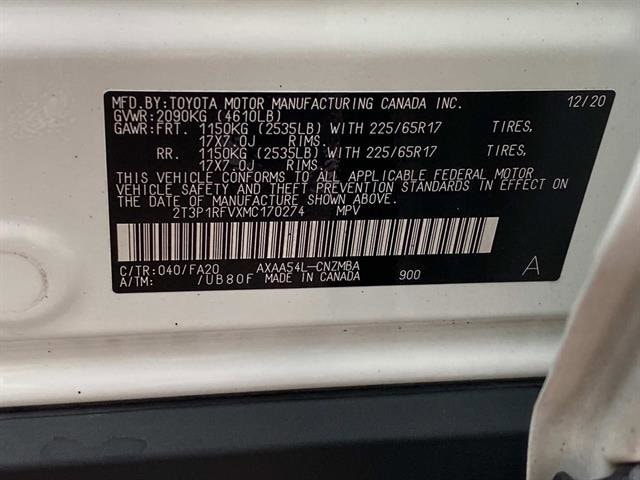 MFD.BY:TOYOTA MOTOR MANUFACTURING CANADA INC. 12/20
GVWR:2090KG (4610LB)
GAWR:FRT. 1150KG (2535LB) WITH 225/65R17 TIRES,
17X7.0J RIMS.
RR. 1150KG (2535LB) WITH 225/65R17 TIRES,
17X7.0J RIMS.
THIS VEHICLE CONFORMS TO ALL APPLICABLE FEDERAL MOTOR
VEHICLE SAFETY AND THEFT PREVENTION STANDARDS IN EFFECT
ON THE DATE OF MANUFACTURE SHOWN ABOVE.
2T3P1RFVXMC170274 MPV
C/TR:040/FA20 AXAA54L-CNZMBA A
A/TM: /UB80F MADE IN CANADA 900